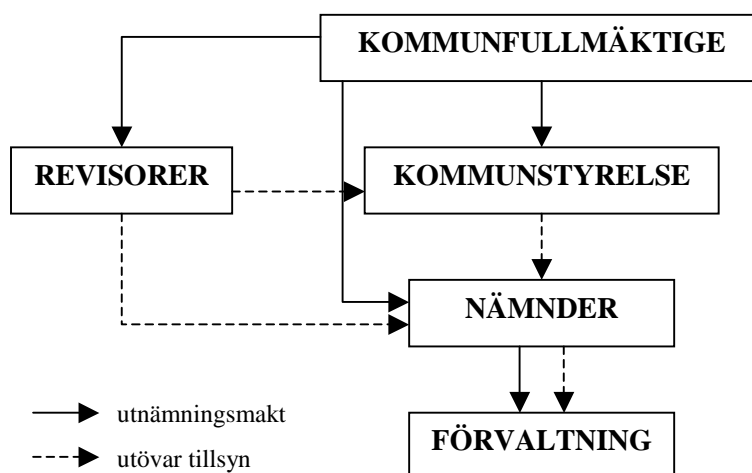 KOMMUNFULLMÄKTIGE
REVISORER
KOMMUNSTYRELSE
NÄMNDER
utnämningsmakt
FÖRVALTNING
utövar tillsyn